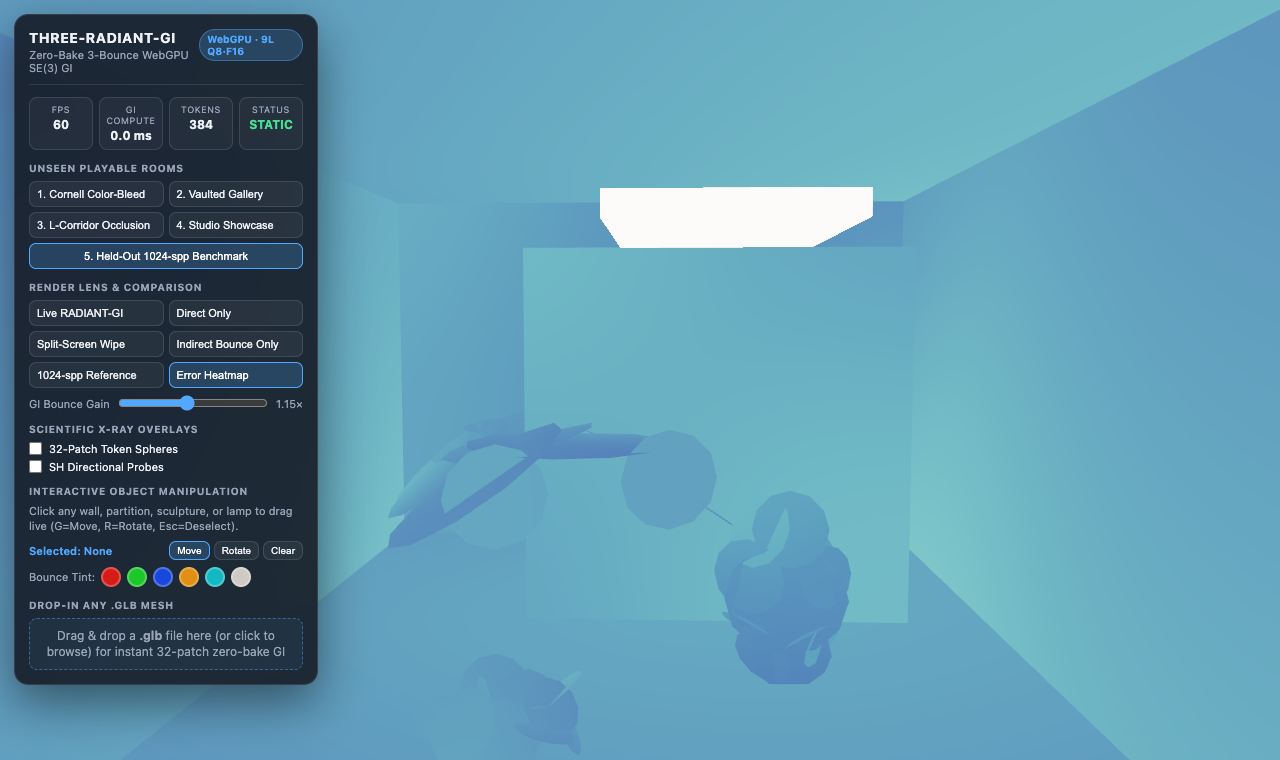 THREE-RADIANT-GI
Zero-Bake 3-Bounce WebGPU
SE(3) GI
WebGPU · 9L
Q8·F16
FPS
60
GI
COMPUTE
0.0 ms
TOKENS
384
STATUS
STATIC
UNSEEN PLAYABLE ROOMS
1. Cornell Color-Bleed
2. Vaulted Gallery
3. L-Corridor Occlusion
4. Studio Showcase
5. Held-Out 1024-spp Benchmark
RENDER LENS & COMPARISON
Live RADIANT-GI
Direct Only
Split-Screen Wipe
Indirect Bounce Only
1024-spp Reference
Error Heatmap
GI Bounce Gain
1.15×
SCIENTIFIC X-RAY OVERLAYS
32-Patch Token Spheres
SH Directional Probes
INTERACTIVE OBJECT MANIPULATION
Click any wall, partition, sculpture, or lamp to drag
live (G=Move, R=Rotate, Esc=Deselect).
Selected: None
Move
Rotate
Clear
Bounce Tint:
DROP-IN ANY .GLB MESH
Drag & drop a .glb file here (or click to
browse) for instant 32-patch zero-bake GI